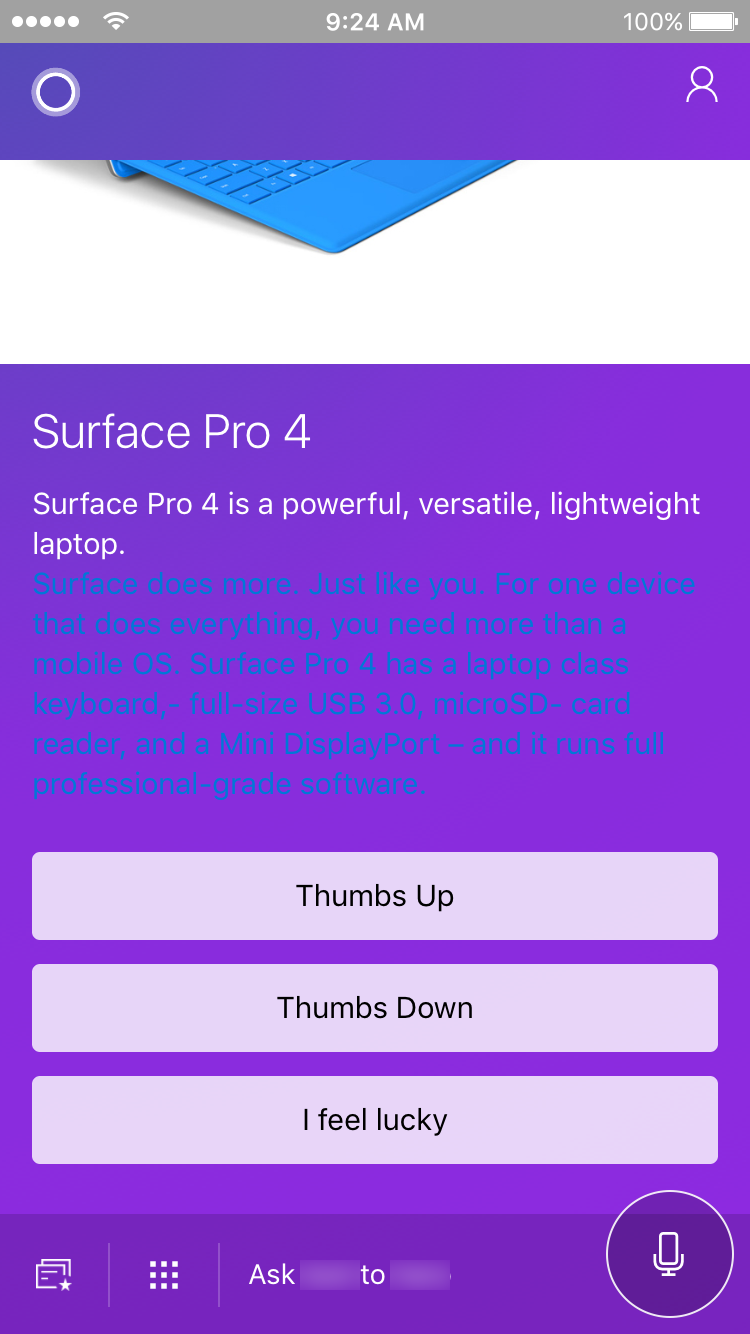 9:24 AM
100%
Surface Pro 4
Surface Pro 4 is a powerful, versatile, lightweight
laptop.
Surface does more. Just like you. For one device
that does everything, you need more than a
mobile OS. Surface Pro 4 has a laptop class
keyboard,- full-size USB 3.0, microSD- card
reader, and a Mini DisplayPort – and it runs full
professional-grade software.
Thumbs Up
Thumbs Down
I feel lucky
Ask to